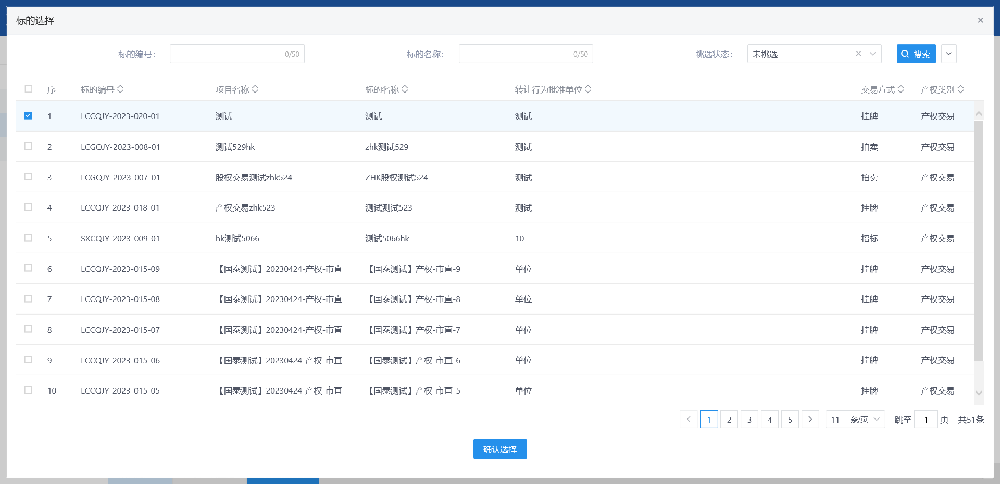 标的选择
标的编号： 0/50 标的名称： 0/50 挑选状态： 未挑选 搜索
序 标的编号 项目名称 标的名称 转让行为批准单位 交易方式 产权类别
1 LCCQJY-2023-020-01 测试 测试 测试 挂牌 产权交易
2 LCGQJY-2023-008-01 测试529hk zhk测试529 测试 拍卖 产权交易
3 LCGQJY-2023-007-01 股权交易测试zhk524 ZHK股权测试524 测试 拍卖 产权交易
4 LCCQJY-2023-018-01 产权交易zhk523 测试测试523 测试 挂牌 产权交易
5 SXCQJY-2023-009-01 hk测试5066 测试5066hk 10 招标 产权交易
6 LCCQJY-2023-015-09 【国泰测试】20230424-产权-市直 【国泰测试】产权-市直-9 单位 挂牌 产权交易
7 LCCQJY-2023-015-08 【国泰测试】20230424-产权-市直 【国泰测试】产权-市直-8 单位 挂牌 产权交易
8 LCCQJY-2023-015-07 【国泰测试】20230424-产权-市直 【国泰测试】产权-市直-7 单位 挂牌 产权交易
9 LCCQJY-2023-015-06 【国泰测试】20230424-产权-市直 【国泰测试】产权-市直-6 单位 挂牌 产权交易
10 LCCQJY-2023-015-05 【国泰测试】20230424-产权-市直 【国泰测试】产权-市直-5 单位 挂牌 产权交易
1 2 3 4 5 11 条/页 跳至 1 页 共51条
确认选择